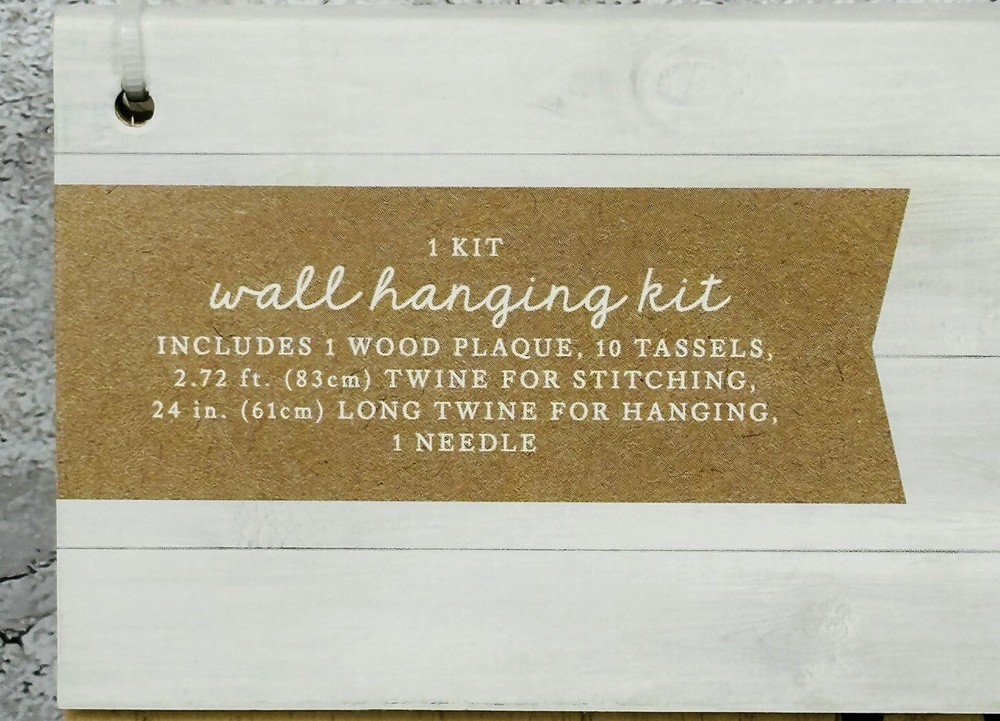 1 KIT
wall hanging kit
INCLUDES 1 WOOD PLAQUE, 10 TASSELS,
2.72 ft. (83cm) TWINE FOR STITCHING,
24 in. (61cm) LONG TWINE FOR HANGING,
1 NEEDLE